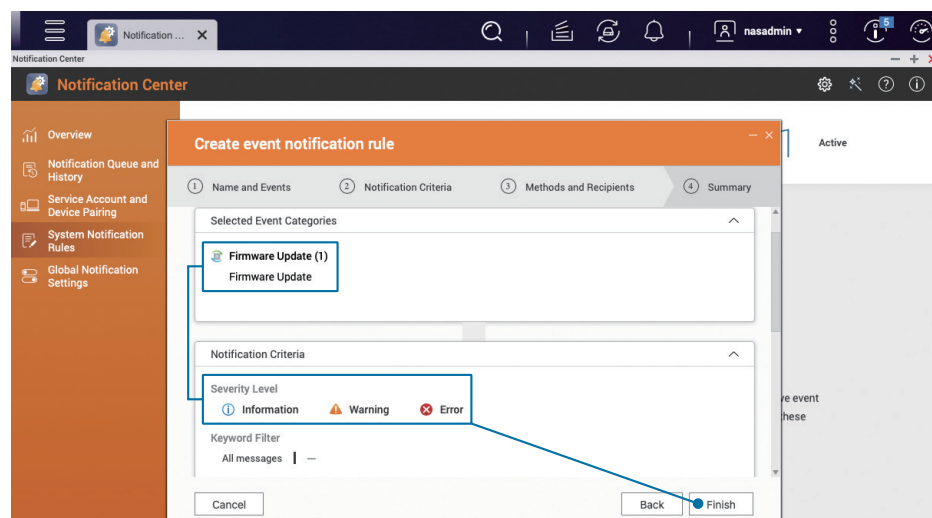 Notification ...
nasadmin
5
Notification Center
Notification Center
Overview
Notification Queue and
History
Service Account and
Device Pairing
System Notification
Rules
Global Notification
Settings
Active
Create event notification rule
1 Name and Events
2 Notification Criteria
3 Methods and Recipients
4 Summary
Selected Event Categories
Firmware Update (1)
Firmware Update
Notification Criteria
Severity Level
Information Warning Error
Keyword Filter
All messages | —
Cancel
Back
Finish
event